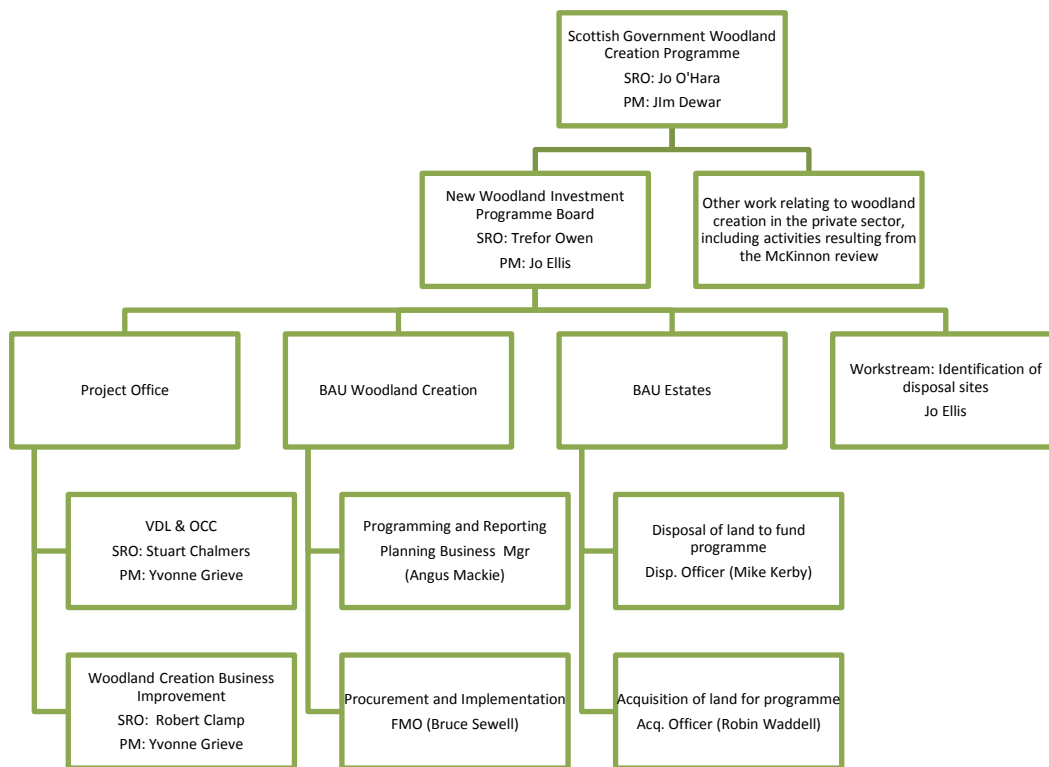 Scottish Government Woodland
Creation Programme
SRO: Jo O'Hara
PM: JIm Dewar
New Woodland Investment
Programme Board
SRO: Trefor Owen
PM: Jo Ellis
Other work relating to woodland
creation in the private sector,
including activities resulting from
the McKinnon review
Project Office
BAU Woodland Creation
BAU Estates
Workstream: Identification of
disposal sites
Jo Ellis
VDL & OCC
SRO: Stuart Chalmers
PM: Yvonne Grieve
Programming and Reporting
Planning Business Mgr
(Angus Mackie)
Disposal of land to fund
programme
Disp. Officer (Mike Kerby)
Woodland Creation Business
Improvement
SRO: Robert Clamp
PM: Yvonne Grieve
Procurement and Implementation
FMO (Bruce Sewell)
Acquisition of land for programme
Acq. Officer (Robin Waddell)